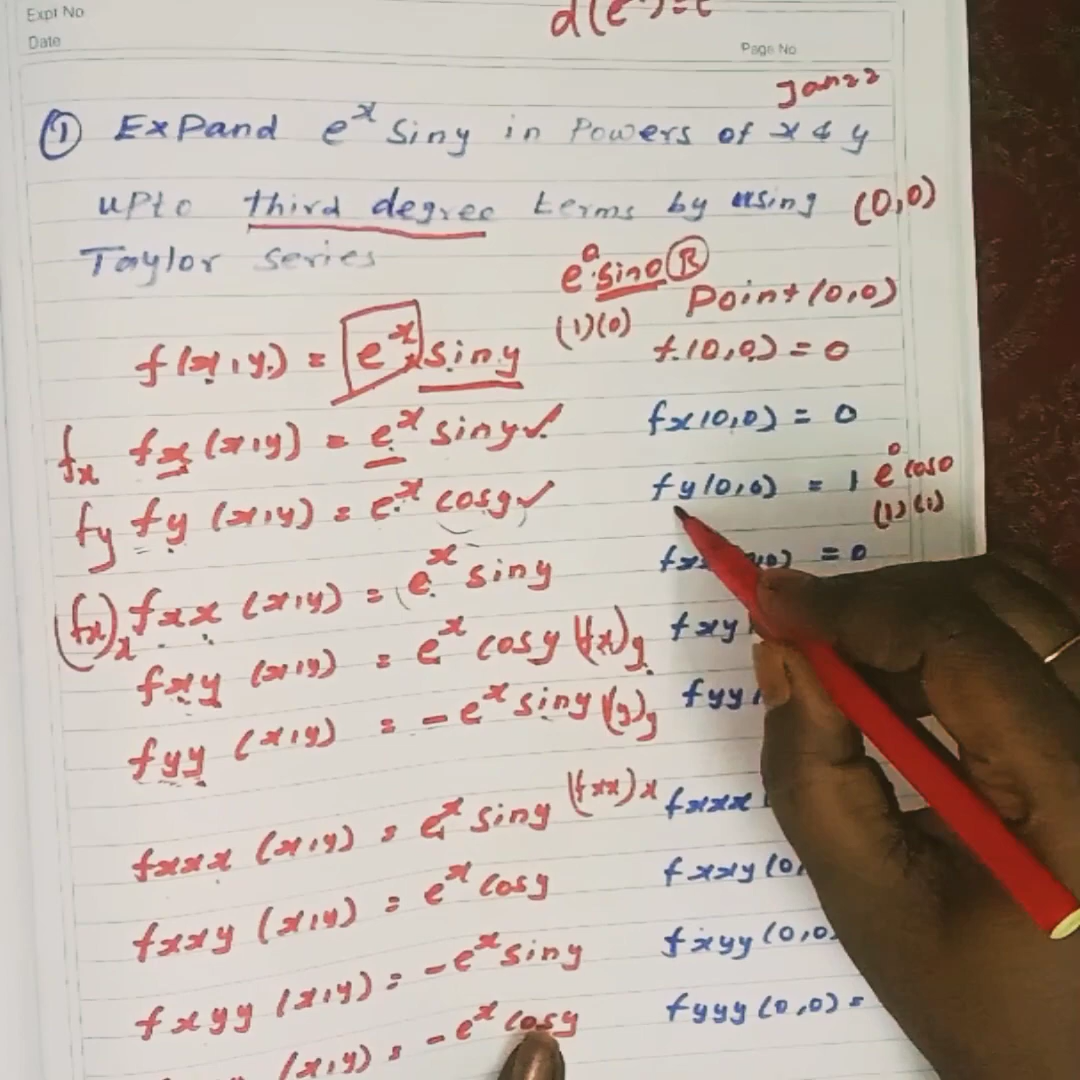 Expt No
Date
Page No
Jan22
① Expand e^x siny in Powers of x & y
upto third degree terms by using (0,0)
Taylor series
e^0 sin0 (R)
Point (0,0)
(1)(0)
f(x,y) = e^x siny f(0,0) = 0
fx fx (x,y) = e^x siny ✓ fx(0,0) = 0
fy fy (x,y) = e^x cosy ✓ fy(0,0) = 1 e^0 cos0
(1)(1)
(fx)x fxx (x,y) = e^x siny = 0
fxy (x,y) = e^x cosy (fx)y fxy
fyy (x,y) = -e^x siny (y)y fyy
fxxx (x,y) = e^x siny (fxx)x fxxx
fxxy (x,y) = e^x cosy fxxy (0,
fxyy (x,y) = -e^x siny fxyy (0,0
(x,y) = -e^x cosy fyyy (0,0) =